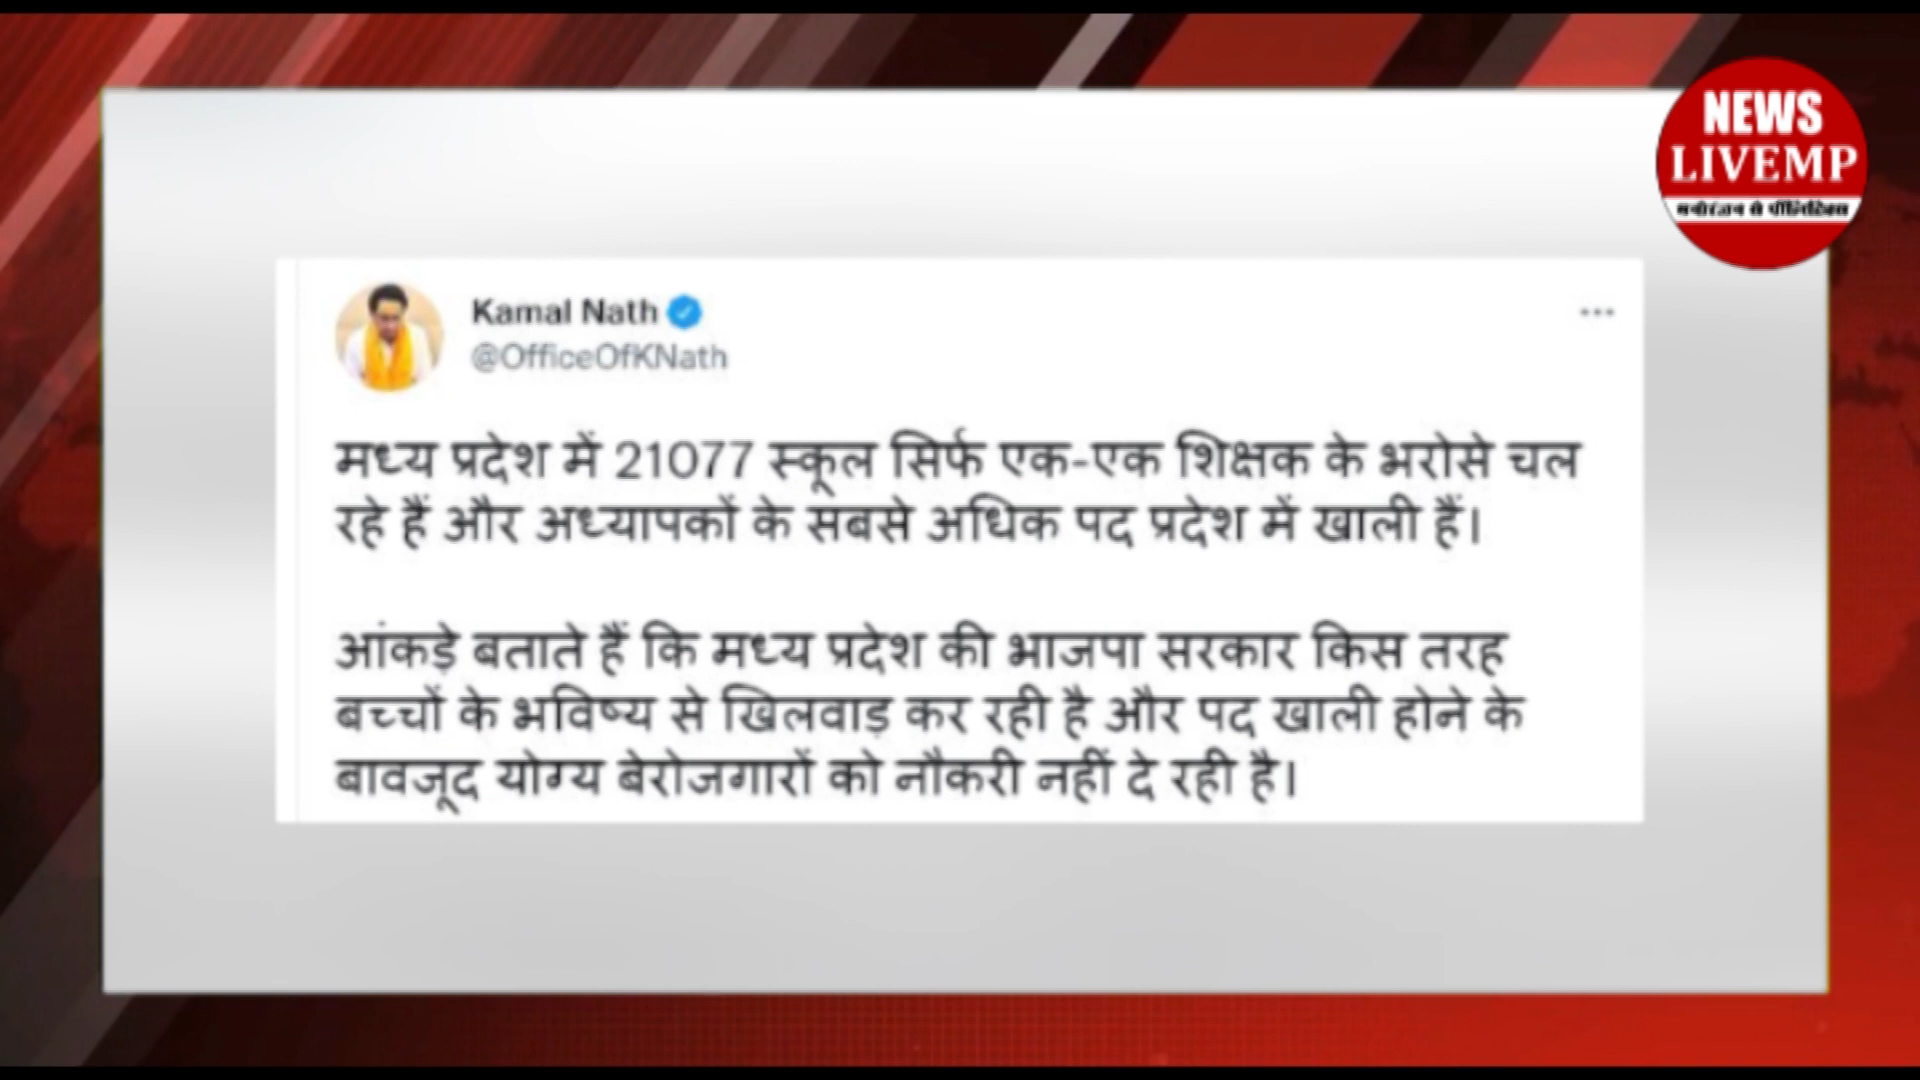 NEWS
LIVEMP
मनोरंजन से पॉलिटिक्स
Kamal Nath
@OfficeOfKNath
मध्य प्रदेश में 21077 स्कूल सिर्फ एक-एक शिक्षक के भरोसे चल
रहे हैं और अध्यापकों के सबसे अधिक पद प्रदेश में खाली हैं।
आंकड़े बताते हैं कि मध्य प्रदेश की भाजपा सरकार किस तरह
बच्चों के भविष्य से खिलवाड़ कर रही है और पद खाली होने के
बावजूद योग्य बेरोजगारों को नौकरी नहीं दे रही है।